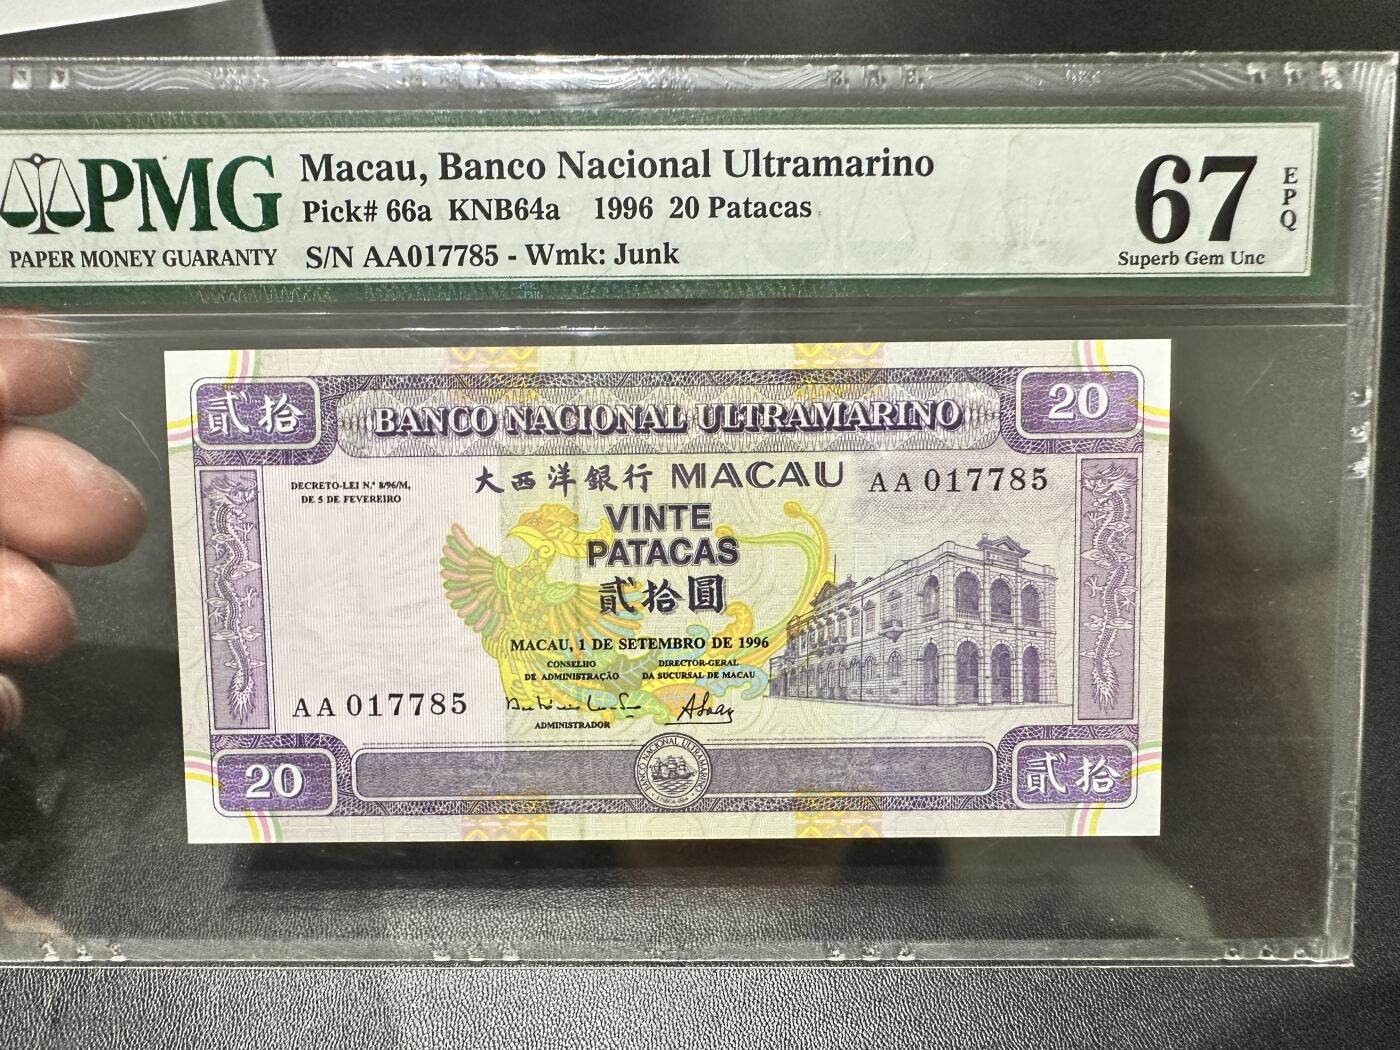 PMG
PAPER MONEY GUARANTY
Macau, Banco Nacional Ultramarino
Pick# 66a KNB64a 1996 20 Patacas
S/N AA017785 - Wmk: Junk
67
EPQ
Superb Gem Unc
貳拾
BANCO NACIONAL ULTRAMARINO
20
DECRETO-LEI N.º 8/96/M,
DE 5 DE FEVEREIRO
大西洋銀行 MACAU
AA 017785
VINTE
PATACAS
貳拾圓
MACAU, 1 DE SETEMBRO DE 1996
CONSELHO
DE ADMINISTRAÇÃO
DIRECTOR-GERAL
DA SUCURSAL DE MACAU
AA 017785
ADMINISTRADOR
20
BANCO NACIONAL ULTRAMARINO
貳拾